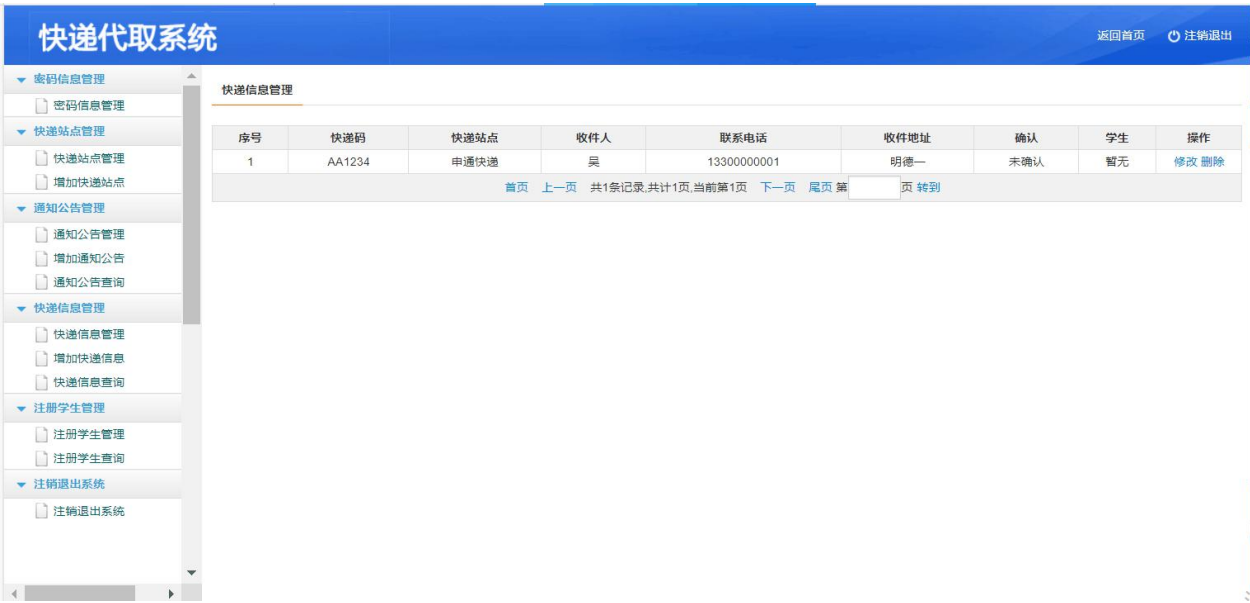 快递代取系统
返回首页 注销退出
密码信息管理
密码信息管理
快递站点管理
快递站点管理
增加快递站点
通知公告管理
通知公告管理
增加通知公告
通知公告查询
快递信息管理
快递信息管理
增加快递信息
快递信息查询
注册学生管理
注册学生管理
注册学生查询
注销退出系统
注销退出系统
快递信息管理
序号 快递码 快递站点 收件人 联系电话 收件地址 确认 学生 操作
1 AA1234 申通快递 吴 13300000001 明德一 未确认 暂无 修改 删除
首页 上一页 共1条记录,共计1页,当前第1页 下一页 尾页 第 页 转到